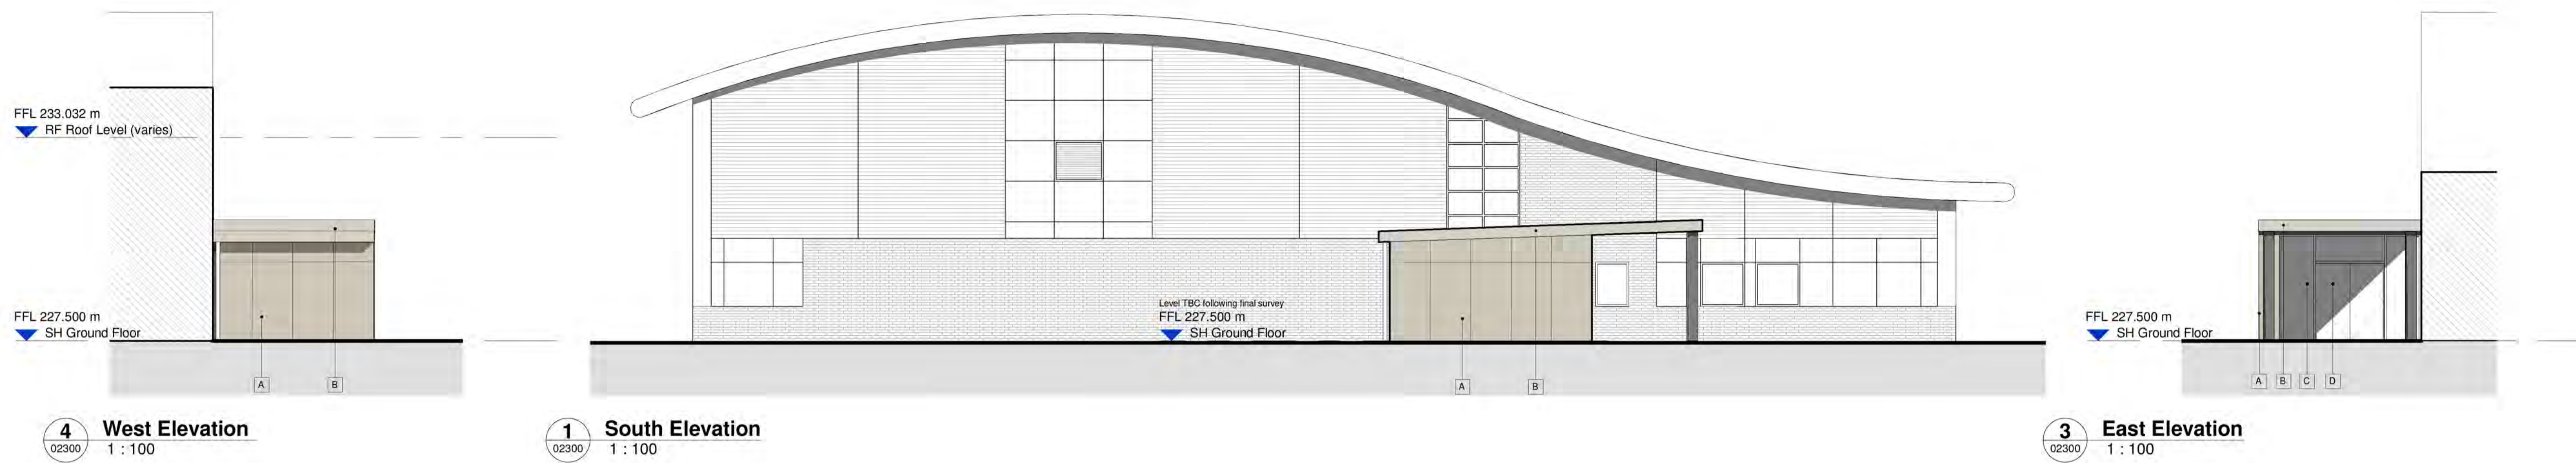 FFL 233.032 m
RF Roof Level (varies)
FFL 227.500 m
SH Ground Floor
A
B
4
02300
West Elevation
1 : 100
Level TBC following final survey
FFL 227.500 m
SH Ground Floor
A
B
1
02300
South Elevation
1 : 100
FFL 227.500 m
SH Ground Floor
A
B
C
D
3
02300
East Elevation
1 : 100